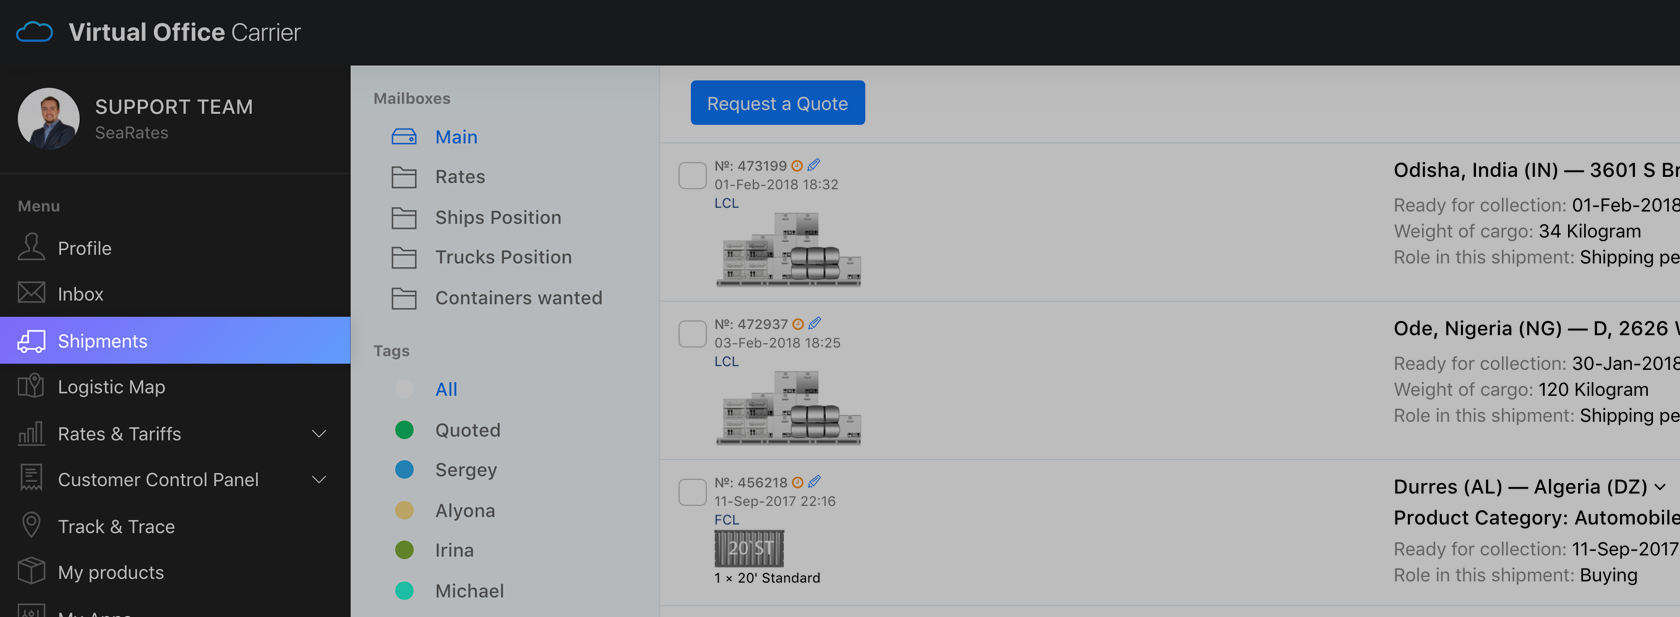 Virtual Office Carrier
SUPPORT TEAM
SeaRates
Menu
Profile
Inbox
Shipments
Logistic Map
Rates & Tariffs
Customer Control Panel
Track & Trace
My products
My Apps
Mailboxes
Main
Rates
Ships Position
Trucks Position
Containers wanted
Tags
All
Quoted
Sergey
Alyona
Irina
Michael
Request a Quote
№: 473199
01-Feb-2018 18:32
LCL
Odisha, India (IN) — 3601 S Br
Ready for collection: 01-Feb-2018
Weight of cargo: 34 Kilogram
Role in this shipment: Shipping pe
№: 472937
03-Feb-2018 18:25
LCL
Ode, Nigeria (NG) — D, 2626 W
Ready for collection: 30-Jan-2018
Weight of cargo: 120 Kilogram
Role in this shipment: Shipping pe
№: 456218
11-Sep-2017 22:16
FCL
20`ST
1 × 20' Standard
Durres (AL) — Algeria (DZ)
Product Category: Automobile
Ready for collection: 11-Sep-2017
Role in this shipment: Buying